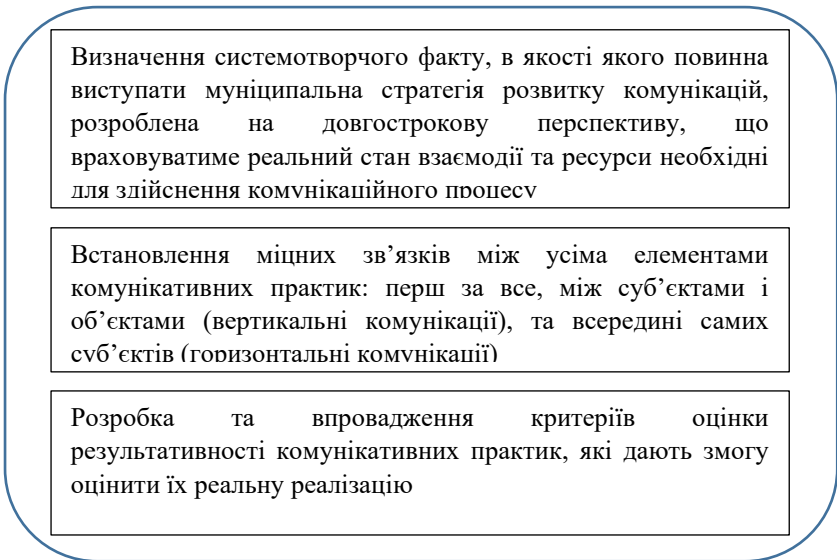 Визначення системотворчого факту, в якості якого повинна
виступати муніципальна стратегія розвитку комунікацій,
розроблена на довгострокову перспективу, що
враховуватиме реальний стан взаємодії та ресурси необхідні
для здійснення комунікаційного процесу
Встановлення міцних зв’язків між усіма елементами
комунікативних практик: перш за все, між суб’єктами і
об’єктами (вертикальні комунікації), та всередині самих
суб’єктів (горизонтальні комунікації)
Розробка та впровадження критеріїв оцінки
результативності комунікативних практик, які дають змогу
оцінити їх реальну реалізацію